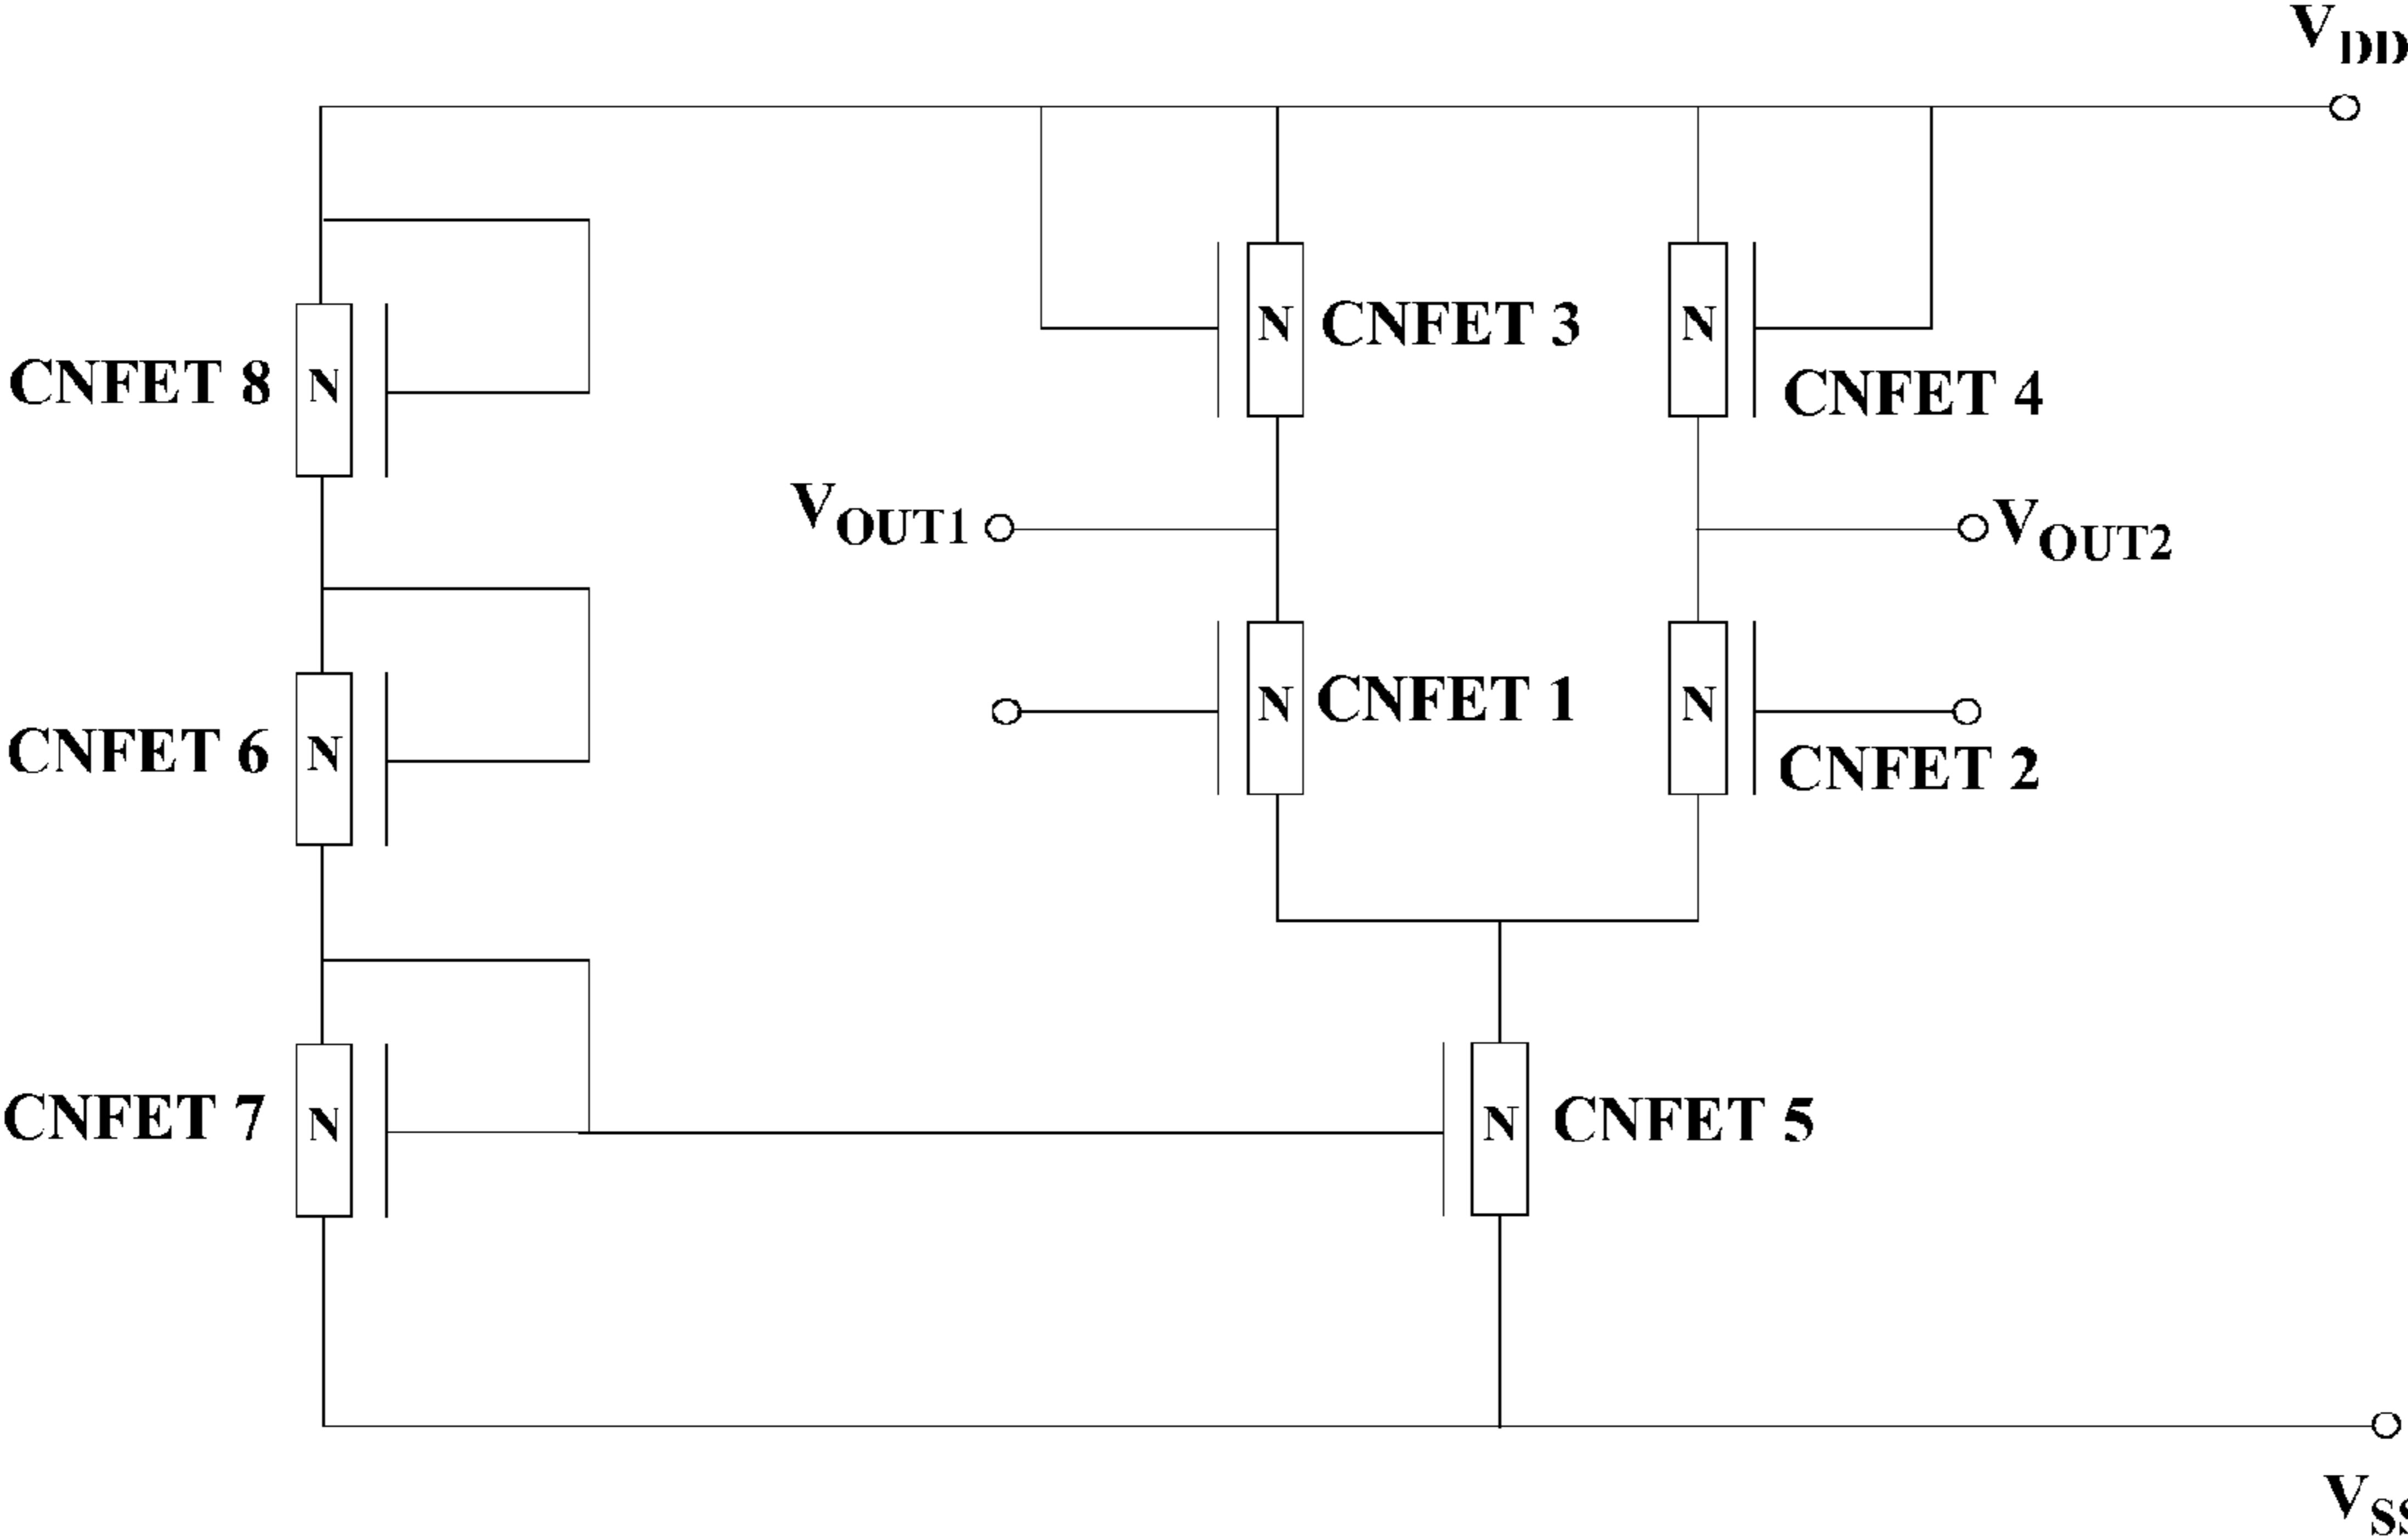 VDD
CNFET 8
N
N
CNFET 3
N
CNFET 4
VOUT1
VOUT2
CNFET 6
N
N
CNFET 1
N
CNFET 2
CNFET 7
N
N
CNFET 5
VSS